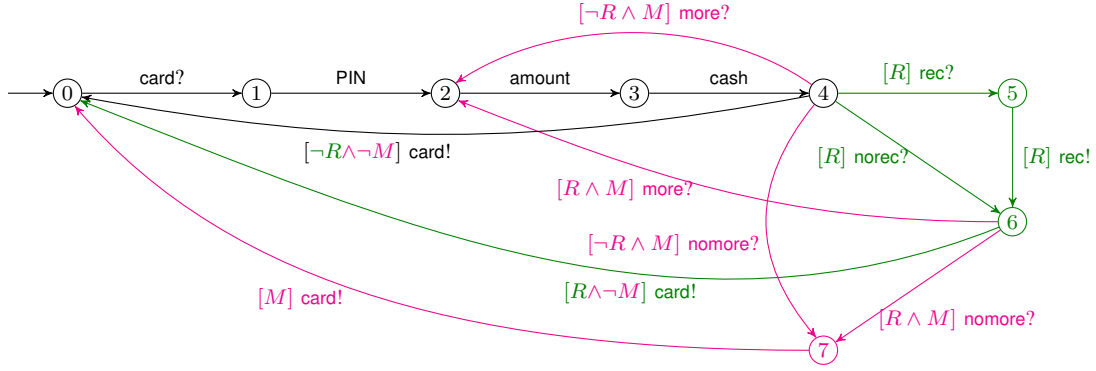 [¬R ∧ M] more?
card?
PIN
amount
cash
[R] rec?
0
1
2
3
4
5
[¬R∧¬M] card!
[R] norec?
[R] rec!
[R ∧ M] more?
6
[¬R ∧ M] nomore?
[M] card!
[R∧¬M] card!
[R ∧ M] nomore?
7